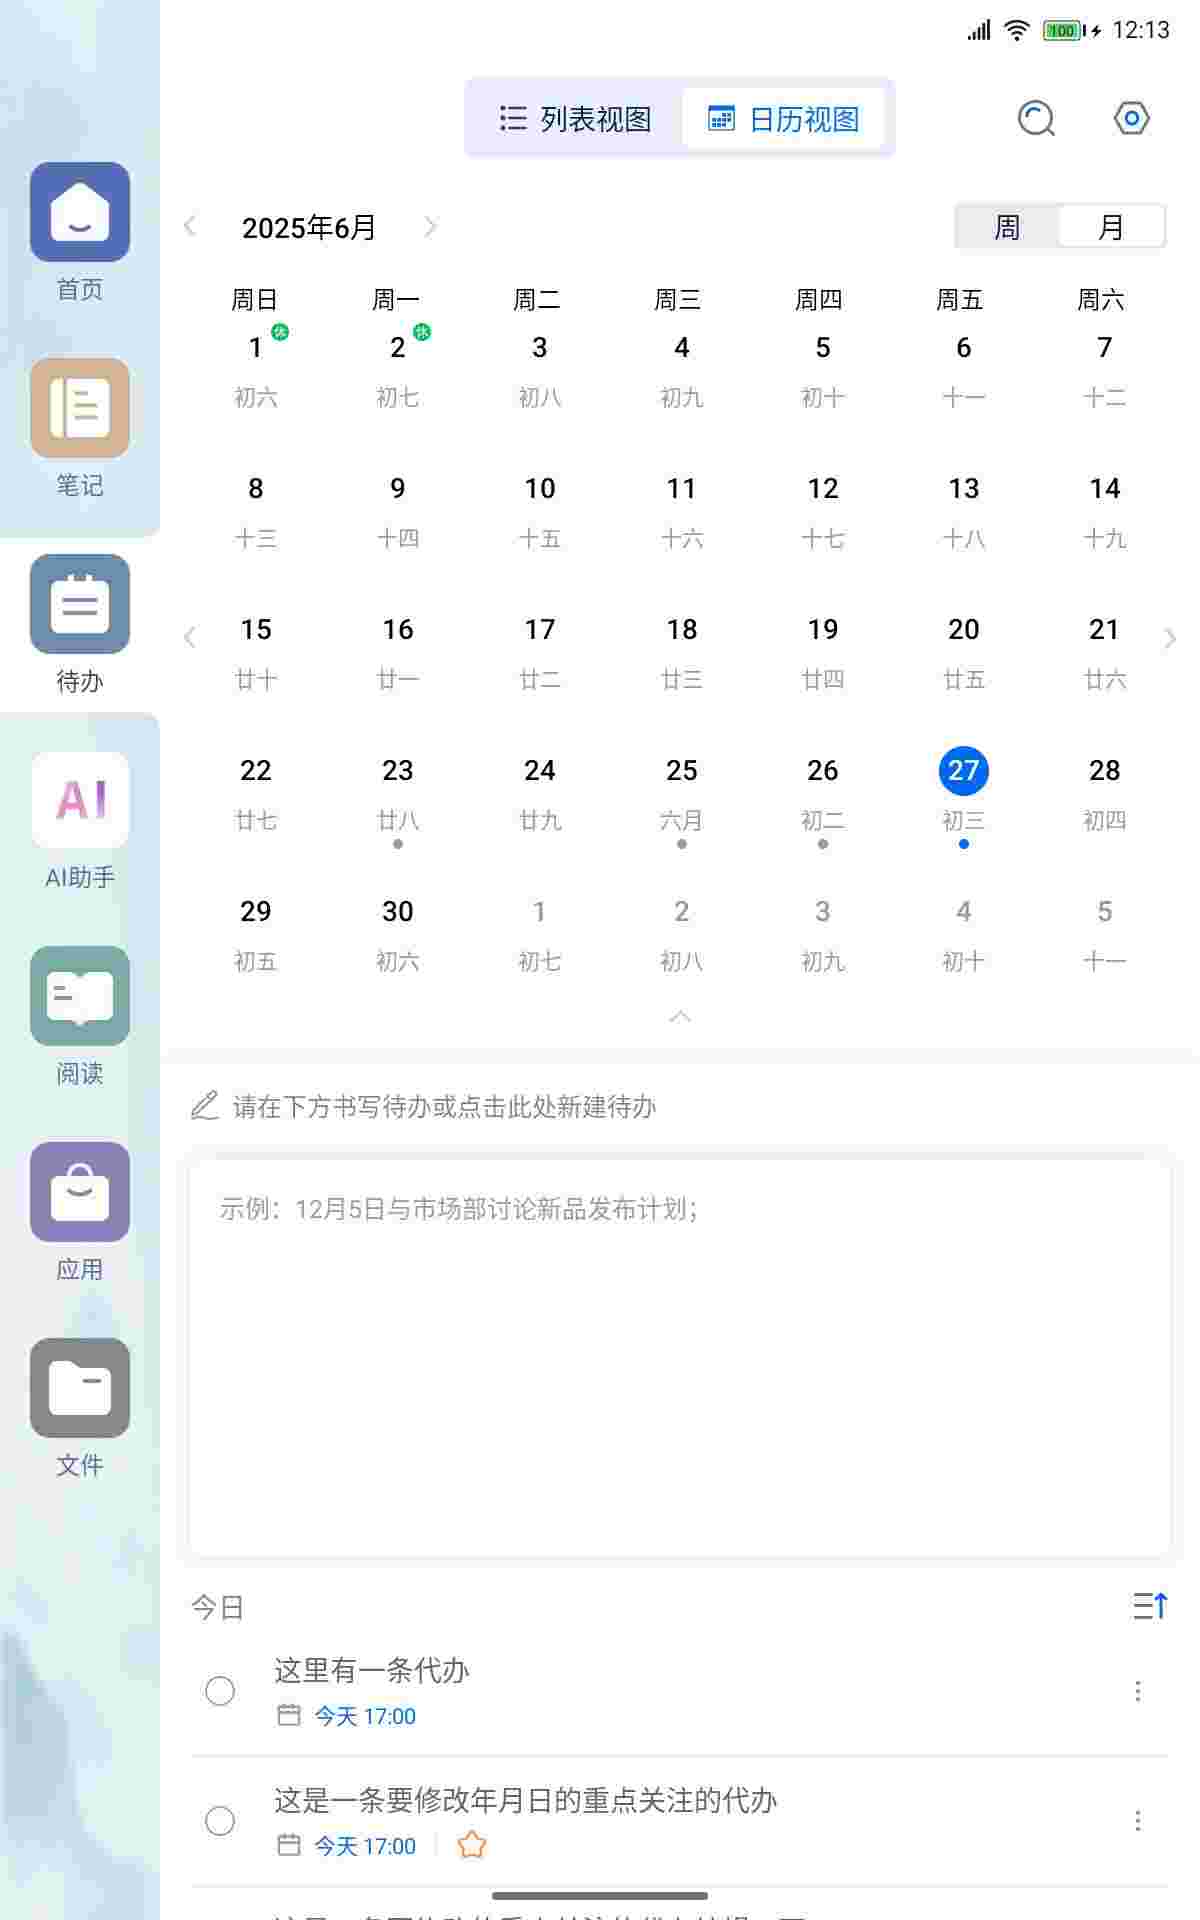 100 12:13
列表视图 日历视图
2025年6月 周 月
周日 周一 周二 周三 周四 周五 周六
1 休 2 休 3 4 5 6 7
初六 初七 初八 初九 初十 十一 十二
8 9 10 11 12 13 14
十三 十四 十五 十六 十七 十八 十九
15 16 17 18 19 20 21
廿十 廿一 廿二 廿三 廿四 廿五 廿六
22 23 24 25 26 27 28
廿七 廿八 廿九 六月 初二 初三 初四
29 30 1 2 3 4 5
初五 初六 初七 初八 初九 初十 十一
首页
笔记
待办
AI
AI助手
阅读
应用
文件
请在下方书写待办或点击此处新建待办
示例：12月5日与市场部讨论新品发布计划；
今日
这里有一条代办
今天 17:00
这是一条要修改年月日的重点关注的代办
今天 17:00